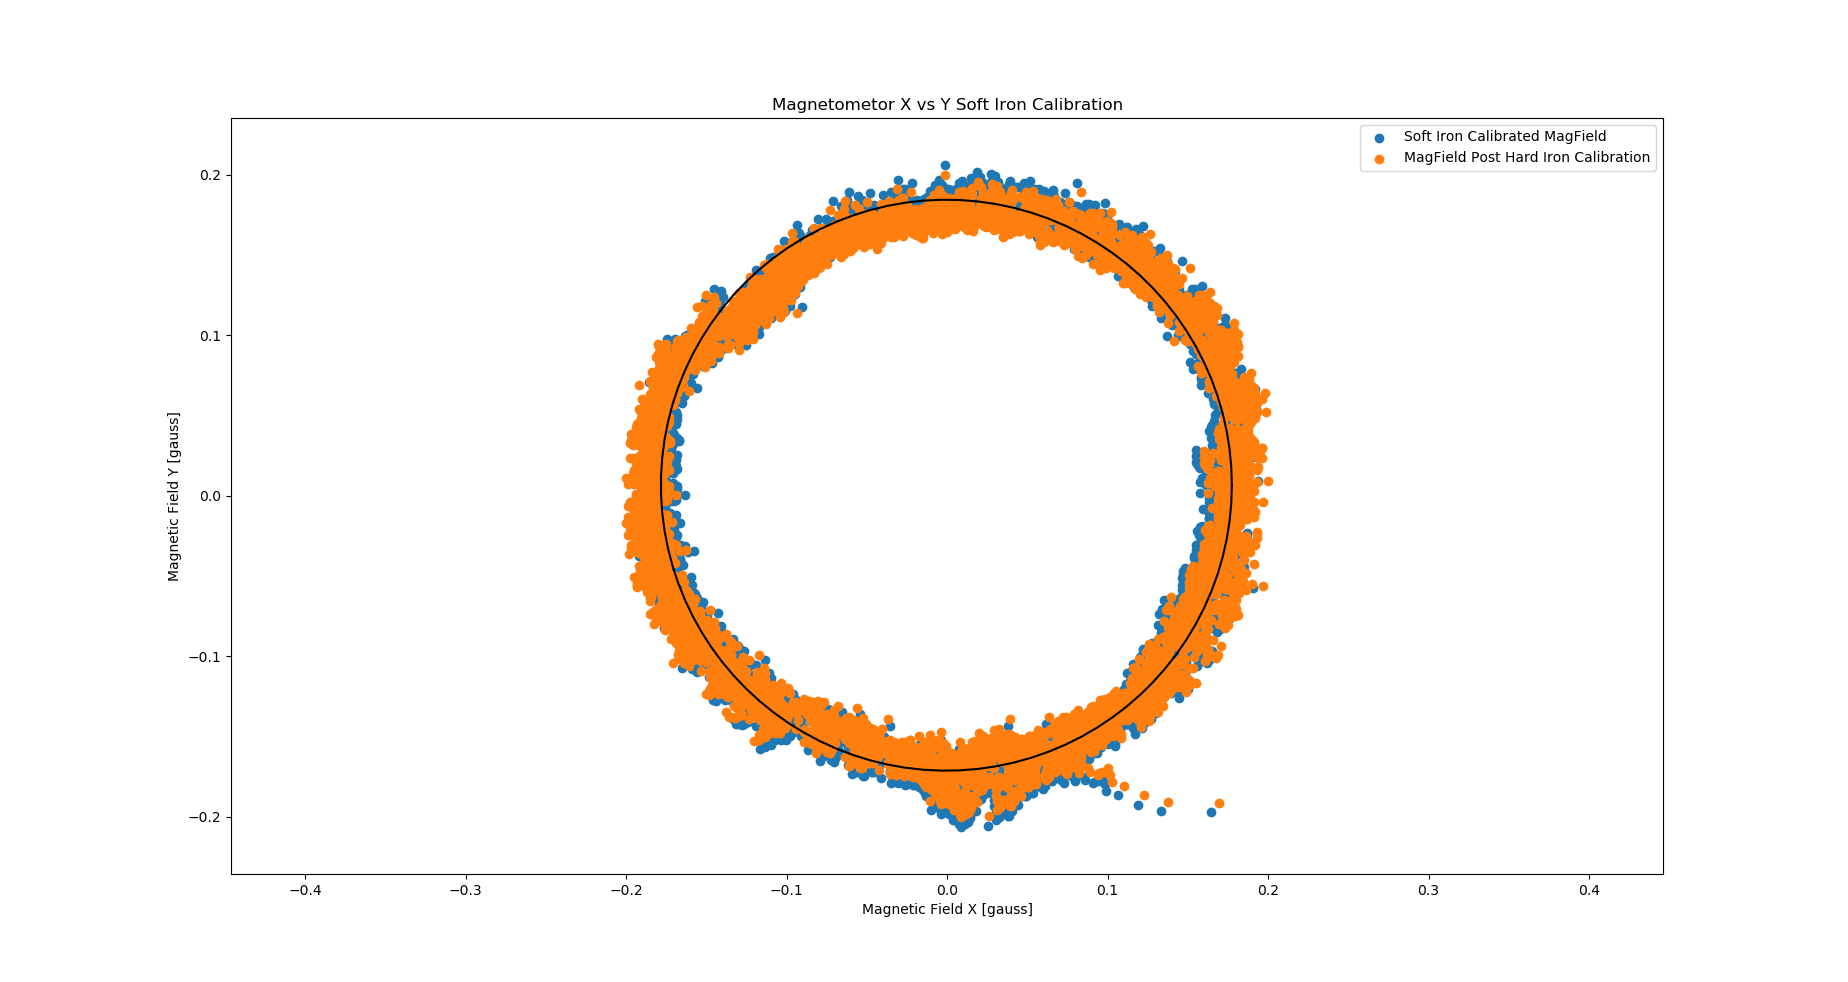 Magnetometor X vs Y Soft Iron Calibration
Soft Iron Calibrated MagField
MagField Post Hard Iron Calibration
Magnetic Field Y [gauss]
0.2
0.1
0.0
−0.1
−0.2
−0.4 −0.3 −0.2 −0.1 0.0 0.1 0.2 0.3 0.4
Magnetic Field X [gauss]